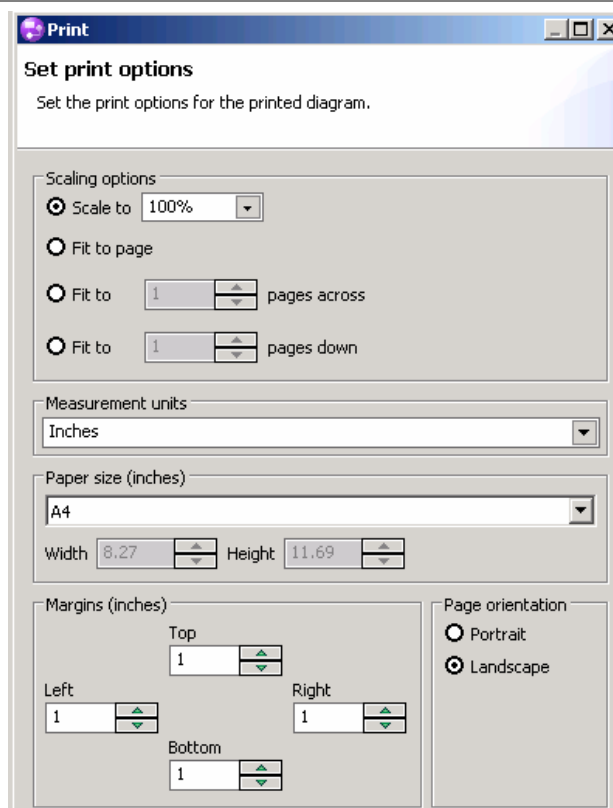 Print
Set print options
Set the print options for the printed diagram.
Scaling options
Scale to 100%
Fit to page
Fit to 1 pages across
Fit to 1 pages down
Measurement units
Inches
Paper size (inches)
A4
Width 8.27 Height 11.69
Margins (inches)
Top
1
Left
1
Right
1
Bottom
1
Page orientation
Portrait
Landscape